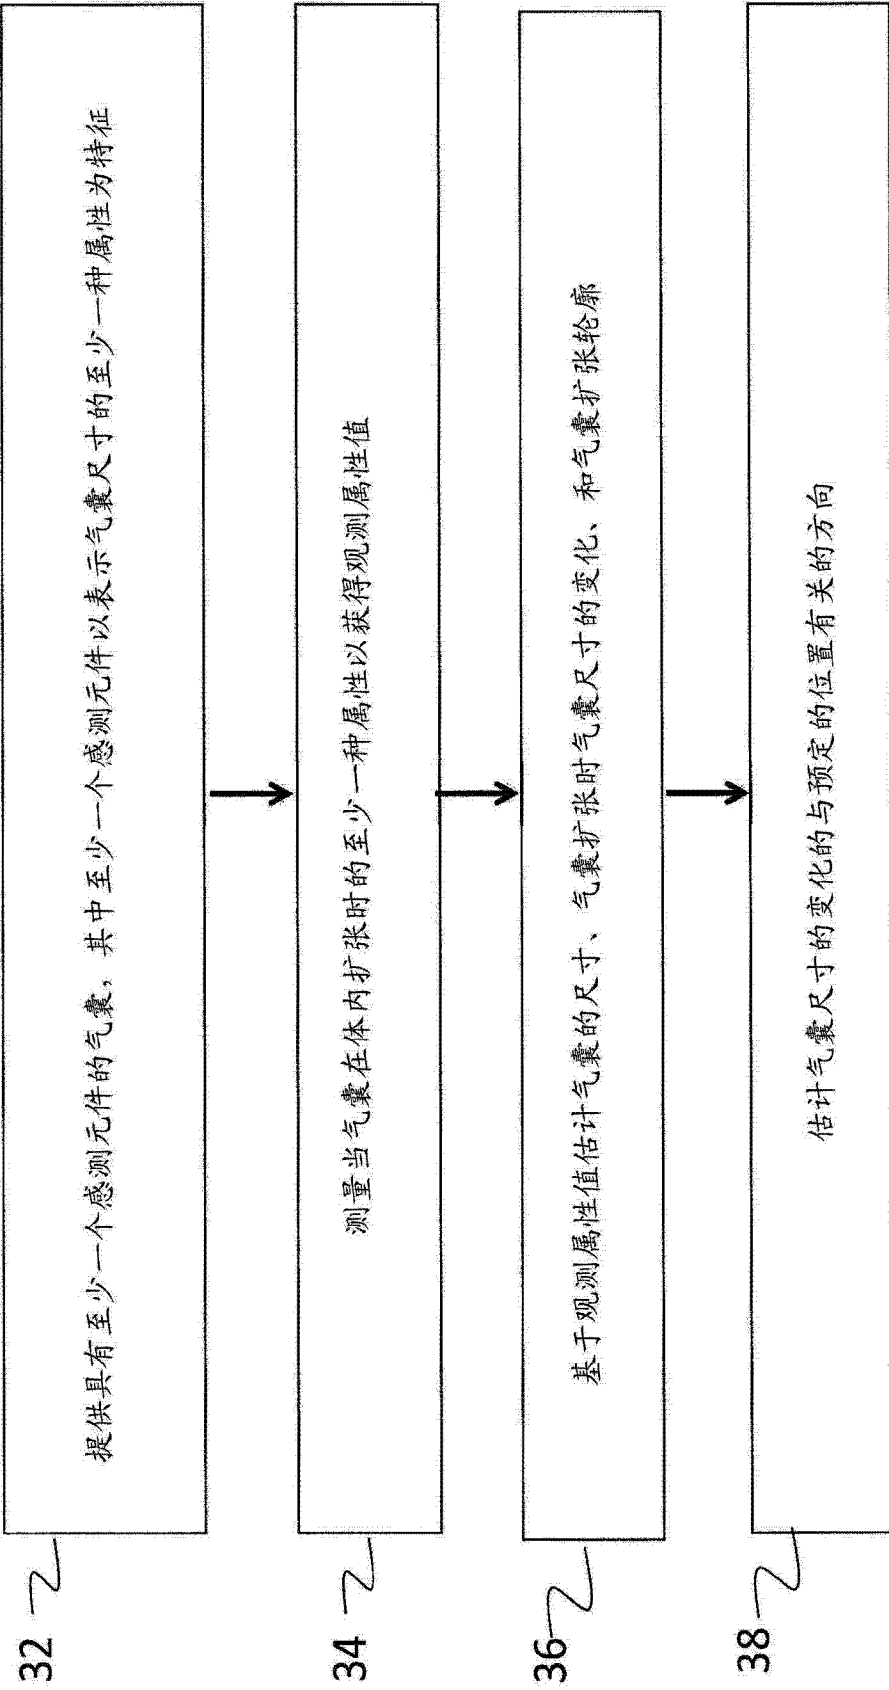 32
提供具有至少一个感测元件的气囊，其中至少一个感测元件以表示气囊尺寸的至少一种属性为特征
34
测量当气囊在体内扩张时的至少一种属性以获得观测属性值
36
基于观测属性值估计气囊的尺寸、气囊扩张时气囊尺寸的变化、和气囊扩张轮廓
38
估计气囊尺寸的变化的与预定的位置有关的方向